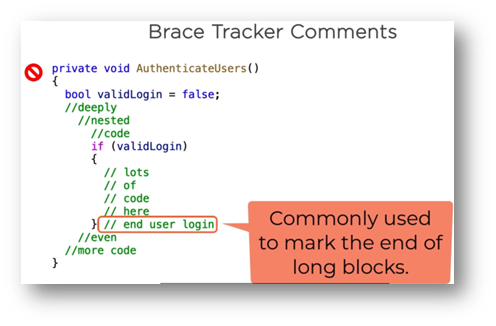 Brace Tracker Comments
private void AuthenticateUsers()
{
bool validLogin = false;
//deeply
//nested
//code
if (validLogin)
{
// lots
// of
// code
// here
} // end user login
//even
//more code
}
Commonly used
to mark the end of
long blocks.